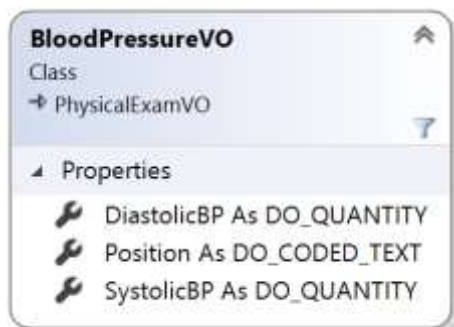 BloodPressureVO
Class
PhysicalExamVO
Properties
DiastolicBP As DO_QUANTITY
Position As DO_CODED_TEXT
SystolicBP As DO_QUANTITY